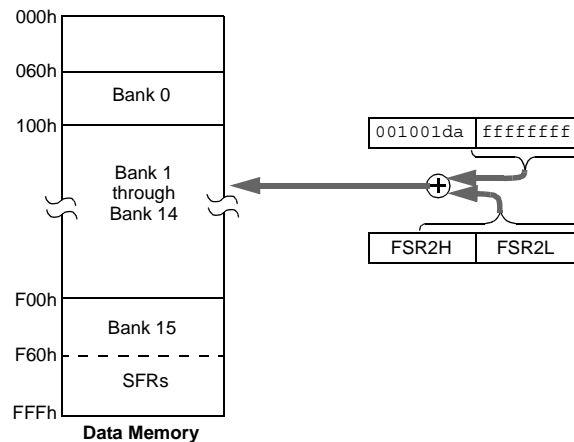 000h
060h
Bank 0
100h
001001da ffffffff
Bank 1
through
Bank 14
FSR2H FSR2L
F00h
Bank 15
F60h
SFRs
FFFh
Data Memory